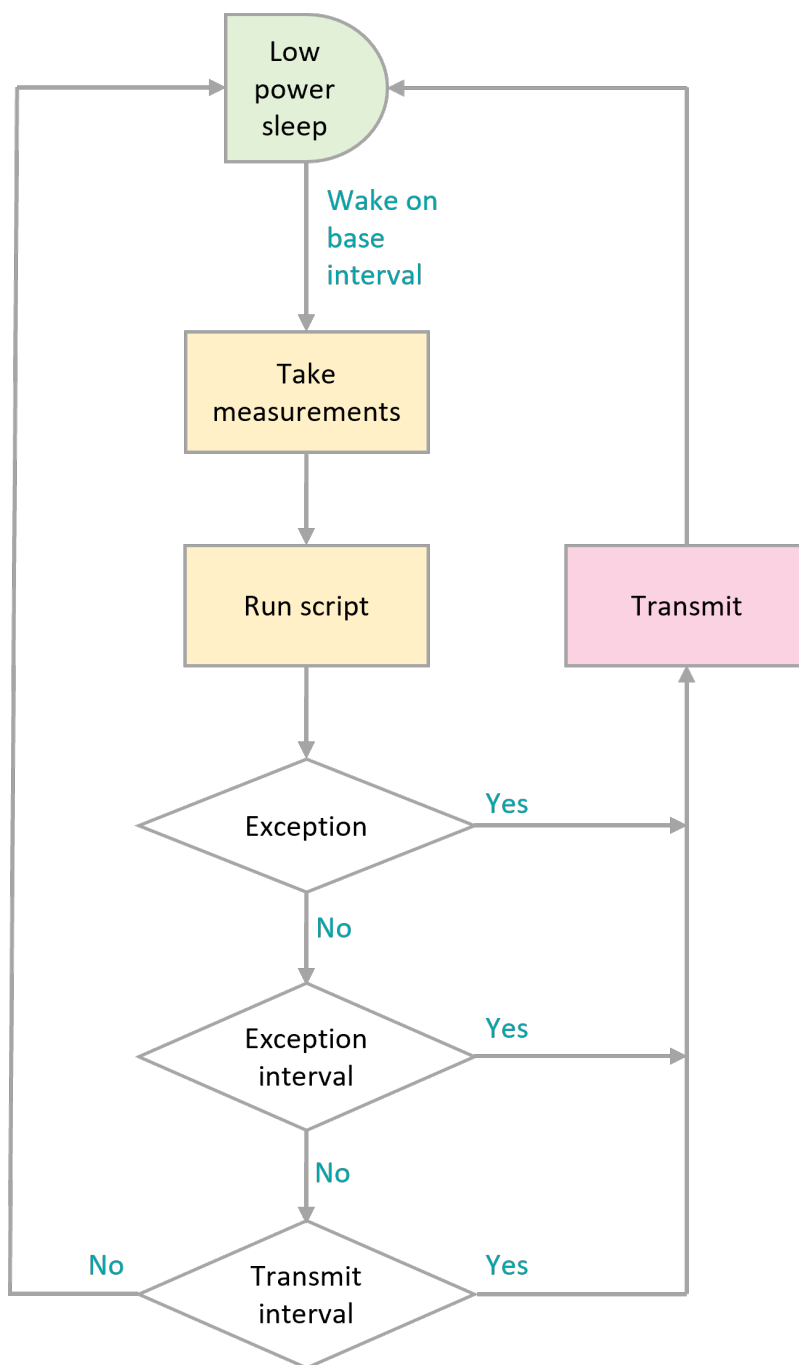 Low
power
sleep
Wake on
base
interval
Take
measurements
Run script
Transmit
Exception
Yes
No
Exception
interval
Yes
No
Transmit
interval
No
Yes